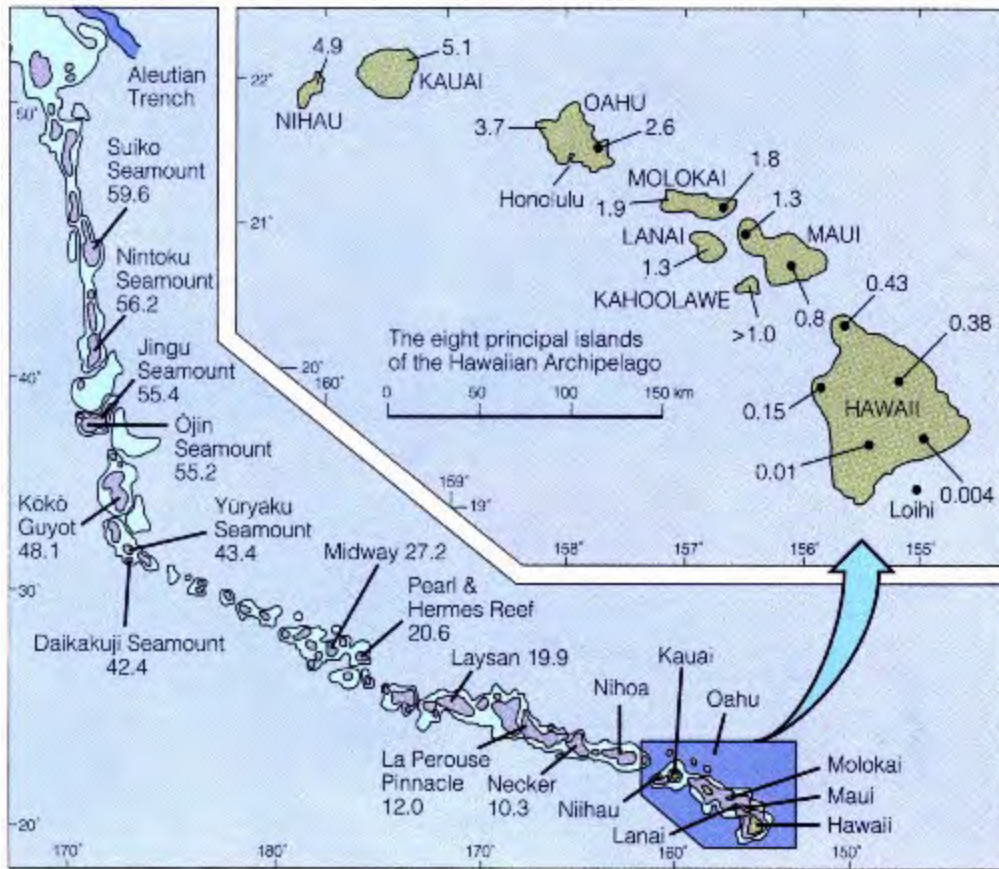 Aleutian
Trench
50°
Suiko
Seamount
59.6
Nintoku
Seamount
56.2
Jingu
Seamount
55.4
40°
Ōjin
Seamount
55.2
Kōkō
Guyot
48.1
Yūryaku
Seamount
43.4
Daikakuji Seamount
42.4
30°
Midway 27.2
Pearl &
Hermes Reef
20.6
Laysan 19.9
La Perouse
Pinnacle
12.0
Necker
10.3
Nihoa
Niihau
Kauai
Oahu
Molokai
Maui
Lanai
Hawaii
20°
170°
180°
170°
160°
150°
4.9
5.1
22°
NIHAU
KAUAI
OAHU
3.7
2.6
Honolulu
MOLOKAI
1.8
1.9
21°
1.3
LANAI
MAUI
1.3
KAHOOLAWE
>1.0
0.8
0.43
0.38
The eight principal islands
of the Hawaiian Archipelago
20°
160°
0
50
100
150 km
0.15
HAWAII
0.01
0.004
Loihi
159°
19°
158°
157°
156°
155°